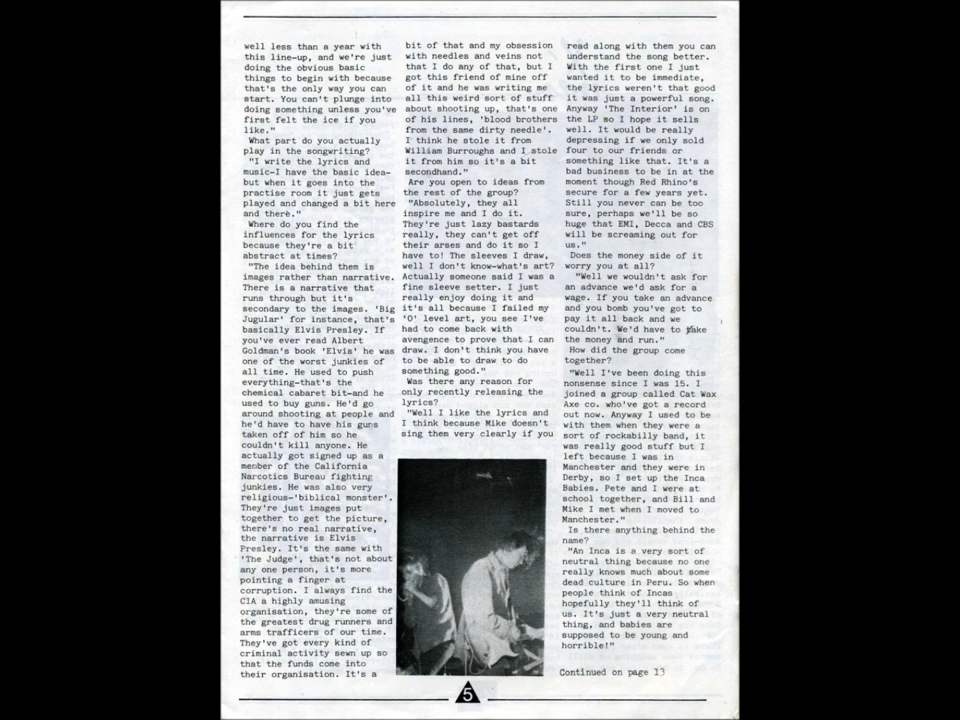 well less than a year with
this line-up, and we're just
doing the obvious basic
things to begin with because
that's the only way you can
start. You can't plunge into
doing something unless you've
first felt the ice if you
like."
What part do you actually
play in the songwriting?
"I write the lyrics and
music-I have the basic idea-
but when it goes into the
practise room it just gets
played and changed a bit here
and there."
Where do you find the
influences for the lyrics
because they're a bit
abstract at times?
"The idea behind them is
images rather than narrative.
There is a narrative that
runs through but it's
secondary to the images. 'Big
Jugular' for instance, that's
basically Elvis Presley. If
you've ever read Albert
Goldman's book 'Elvis' he was
one of the worst junkies of
all time. He used to push
everything-that's the
chemical cabaret bit-and he
used to buy guns. He'd go
around shooting at people and
he'd have to have his guns
taken off of him so he
couldn't kill anyone. He
actually got signed up as a
member of the California
Narcotics Bureau fighting
junkies. He was also very
religious-'biblical monster'.
They're just images put
together to get the picture,
there's no real narrative,
the narrative is Elvis
Presley. It's the same with
'The Judge', that's not about
any one person, it's more
pointing a finger at
corruption. I always find the
CIA a highly amusing
organisation, they're some of
the greatest drug runners and
arms trafficers of our time.
They've got every kind of
criminal activity sewn up so
that the funds come into
their organisation. It's a
bit of that and my obsession
with needles and veins not
that I do any of that, but I
got this friend of mine off
of it and he was writing me
all this weird sort of stuff
about shooting up, that's one
of his lines, 'blood brothers
from the same dirty needle'.
I think he stole it from
William Burroughs and I stole
it from him so it's a bit
secondhand."
Are you open to ideas from
the rest of the group?
"Absolutely, they all
inspire me and I do it.
They're just lazy bastards
really, they can't get off
their arses and do it so I
have to! The sleeves I draw,
well I don't know-what's art?
Actually someone said I was a
fine sleeve setter. I just
really enjoy doing it and
it's all because I failed my
'O' level art, you see I've
had to come back with
avengence to prove that I can
draw. I don't think you have
to be able to draw to do
something good."
Was there any reason for
only recently releasing the
lyrics?
"Well I like the lyrics and
I think because Mike doesn't
sing them very clearly if you
read along with them you can
understand the song better.
With the first one I just
wanted it to be immediate,
the lyrics weren't that good
it was just a powerful song.
Anyway 'The Interior' is on
the LP so I hope it sells
well. It would be really
depressing if we only sold
four to our friends or
something like that. It's a
bad business to be in at the
moment though Red Rhino's
secure for a few years yet.
Still you never can be too
sure, perhaps we'll be so
huge that EMI, Decca and CBS
will be screaming out for
us."
Does the money side of it
worry you at all?
"Well we wouldn't ask for
an advance we'd ask for a
wage. If you take an advance
and you bomb you've got to
pay it all back and we
couldn't. We'd have to take
the money and run."
How did the group come
together?
"Well I've been doing this
nonsense since I was 15. I
joined a group called Cat Wax
Axe co. who've got a record
out now. Anyway I used to be
with them when they were a
sort of rockabilly band, it
was really good stuff but I
left because I was in
Manchester and they were in
Derby, so I set up the Inca
Babies. Pete and I were at
school together, and Bill and
Mike I met when I moved to
Manchester."
Is there anything behind the
name?
"An Inca is a very sort of
neutral thing because no one
really knows much about some
dead culture in Peru. So when
people think of Incas
hopefully they'll think of
us. It's just a very neutral
thing, and babies are
supposed to be young and
horrible!"
Continued on page 13
5